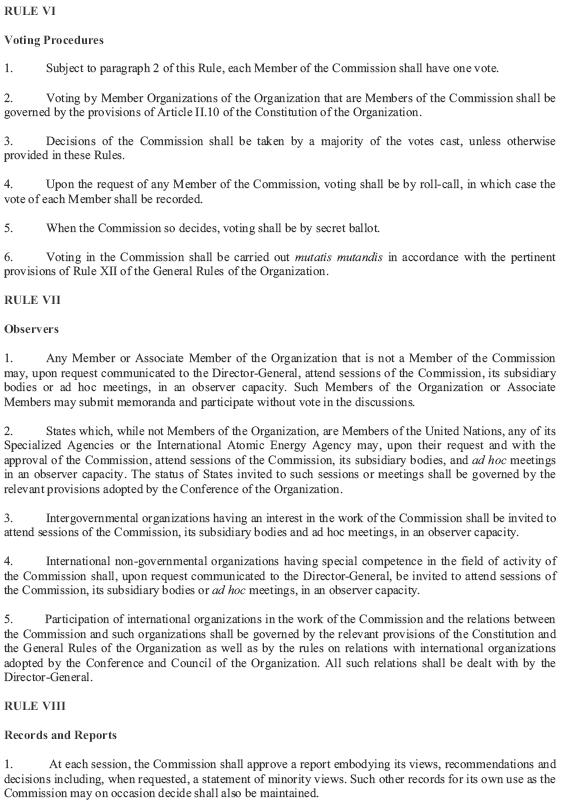 RULE VI
Voting Procedures
1. Subject to paragraph 2 of this Rule, each Member of the Commission shall have one vote.
2. Voting by Member Organizations of the Organization that are Members of the Commission shall be
governed by the provisions of Article II.10 of the Constitution of the Organization.
3. Decisions of the Commission shall be taken by a majority of the votes cast, unless otherwise
provided in these Rules.
4. Upon the request of any Member of the Commission, voting shall be by roll-call, in which case the
vote of each Member shall be recorded.
5. When the Commission so decides, voting shall be by secret ballot.
6. Voting in the Commission shall be carried out mutatis mutandis in accordance with the pertinent
provisions of Rule XII of the General Rules of the Organization.
RULE VII
Observers
1. Any Member or Associate Member of the Organization that is not a Member of the Commission
may, upon request communicated to the Director-General, attend sessions of the Commission, its subsidiary
bodies or ad hoc meetings, in an observer capacity. Such Members of the Organization or Associate
Members may submit memoranda and participate without vote in the discussions.
2. States which, while not Members of the Organization, are Members of the United Nations, any of its
Specialized Agencies or the International Atomic Energy Agency may, upon their request and with the
approval of the Commission, attend sessions of the Commission, its subsidiary bodies, and ad hoc meetings
in an observer capacity. The status of States invited to such sessions or meetings shall be governed by the
relevant provisions adopted by the Conference of the Organization.
3. Intergovernmental organizations having an interest in the work of the Commission shall be invited to
attend sessions of the Commission, its subsidiary bodies and ad hoc meetings, in an observer capacity.
4. International non-governmental organizations having special competence in the field of activity of
the Commission shall, upon request communicated to the Director-General, be invited to attend sessions of
the Commission, its subsidiary bodies or ad hoc meetings, in an observer capacity.
5. Participation of international organizations in the work of the Commission and the relations between
the Commission and such organizations shall be governed by the relevant provisions of the Constitution and
the General Rules of the Organization as well as by the rules on relations with international organizations
adopted by the Conference and Council of the Organization. All such relations shall be dealt with by the
Director-General.
RULE VIII
Records and Reports
1. At each session, the Commission shall approve a report embodying its views, recommendations and
decisions including, when requested, a statement of minority views. Such other records for its own use as the
Commission may on occasion decide shall also be maintained.